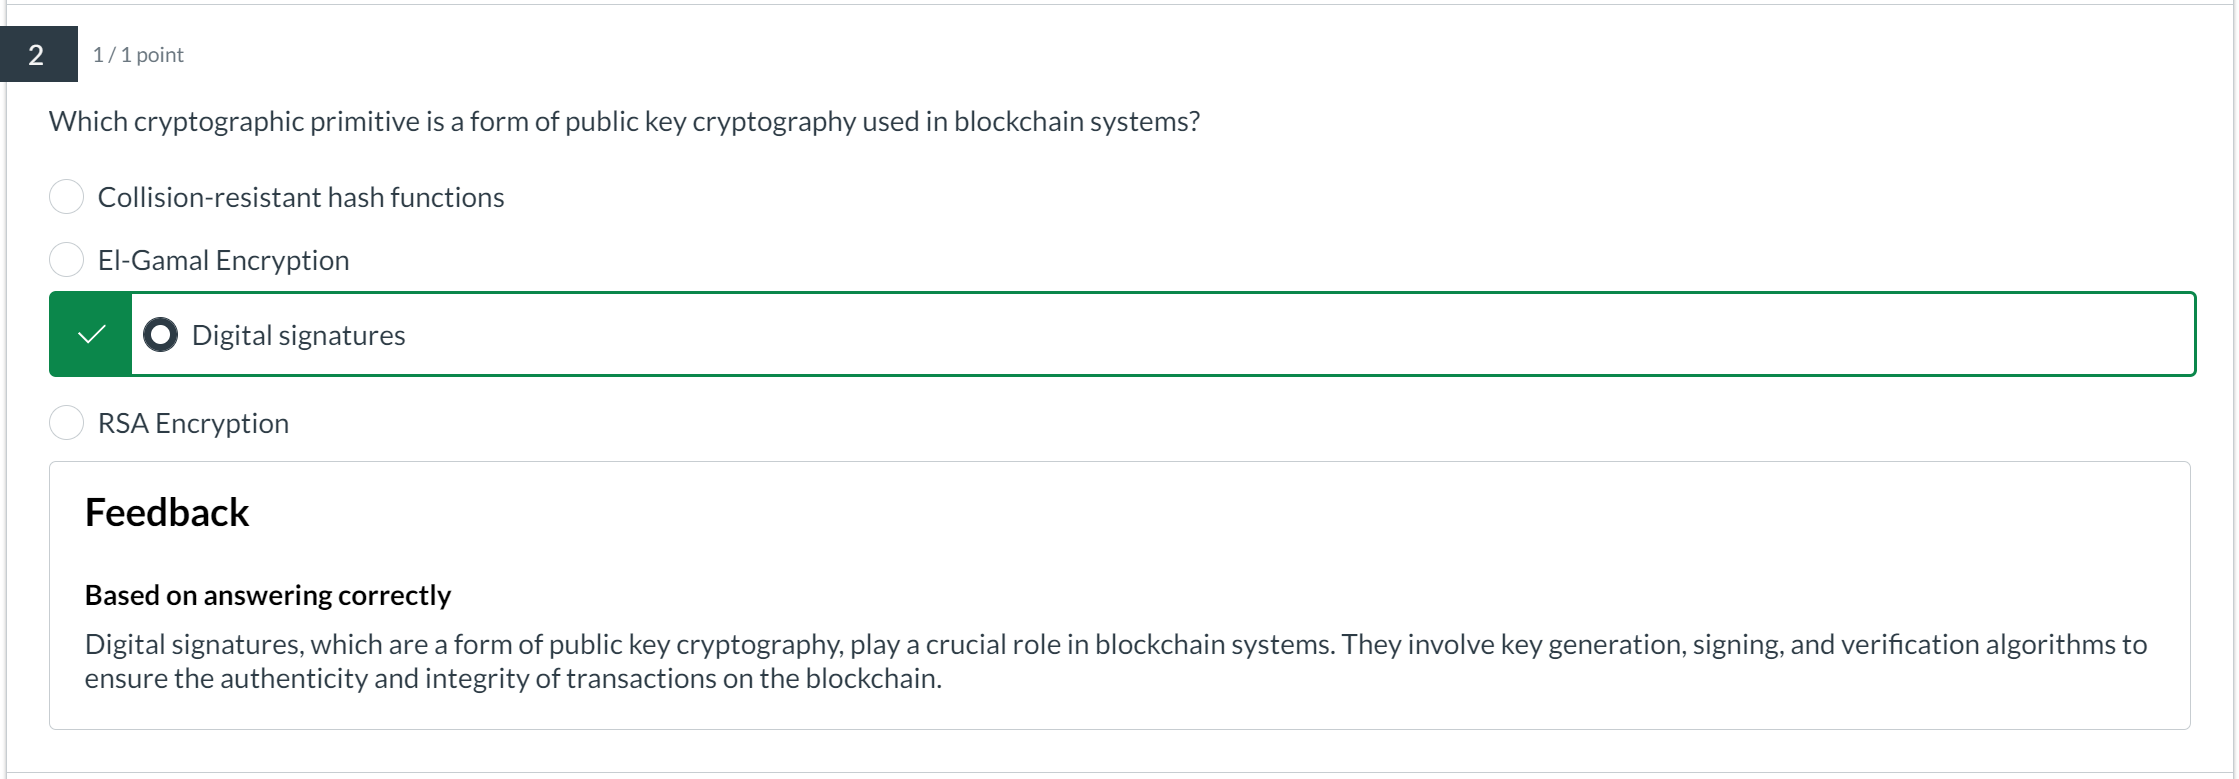 2
1 / 1 point
Which cryptographic primitive is a form of public key cryptography used in blockchain systems?
Collision-resistant hash functions
El-Gamal Encryption
Digital signatures
RSA Encryption
Feedback
Based on answering correctly
Digital signatures, which are a form of public key cryptography, play a crucial role in blockchain systems. They involve key generation, signing, and verification algorithms to
ensure the authenticity and integrity of transactions on the blockchain.